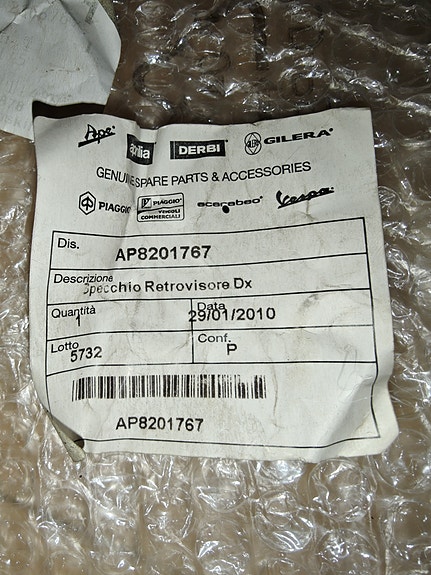 Ape
aprilia
DERBI
GILERA
GENUINE SPARE PARTS & ACCESSORIES
PIAGGIO
PIAGGIO VEICOLI COMMERCIALI
scarabeo
Vespa
Dis. AP8201767
Descrizione
Specchio Retrovisore Dx
Quantità 1
Data 29/01/2010
Lotto 5732
Conf. P
AP8201767